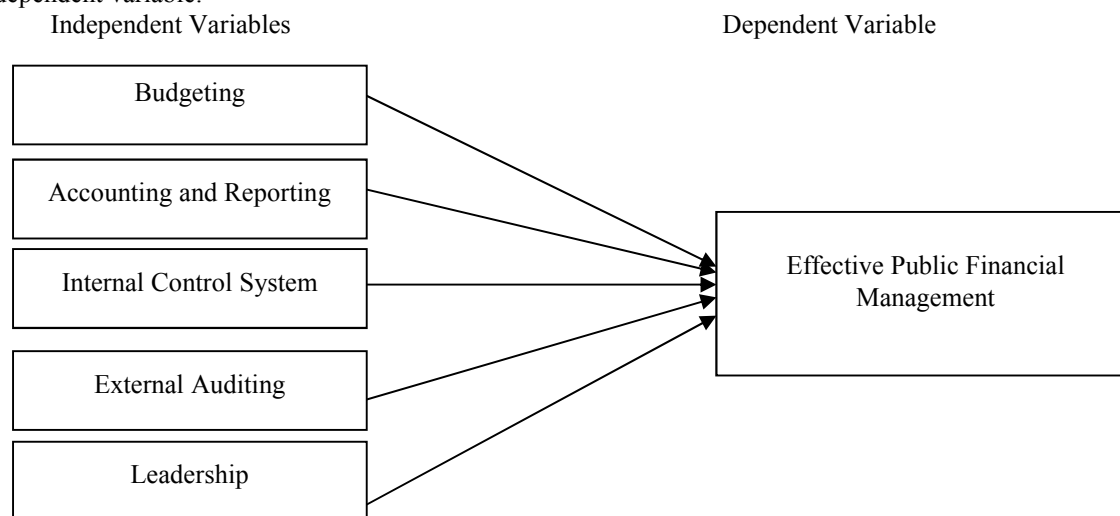 dependent variable.
Independent Variables
Dependent Variable
Budgeting
Accounting and Reporting
Internal Control System
External Auditing
Leadership
Effective Public Financial
Management